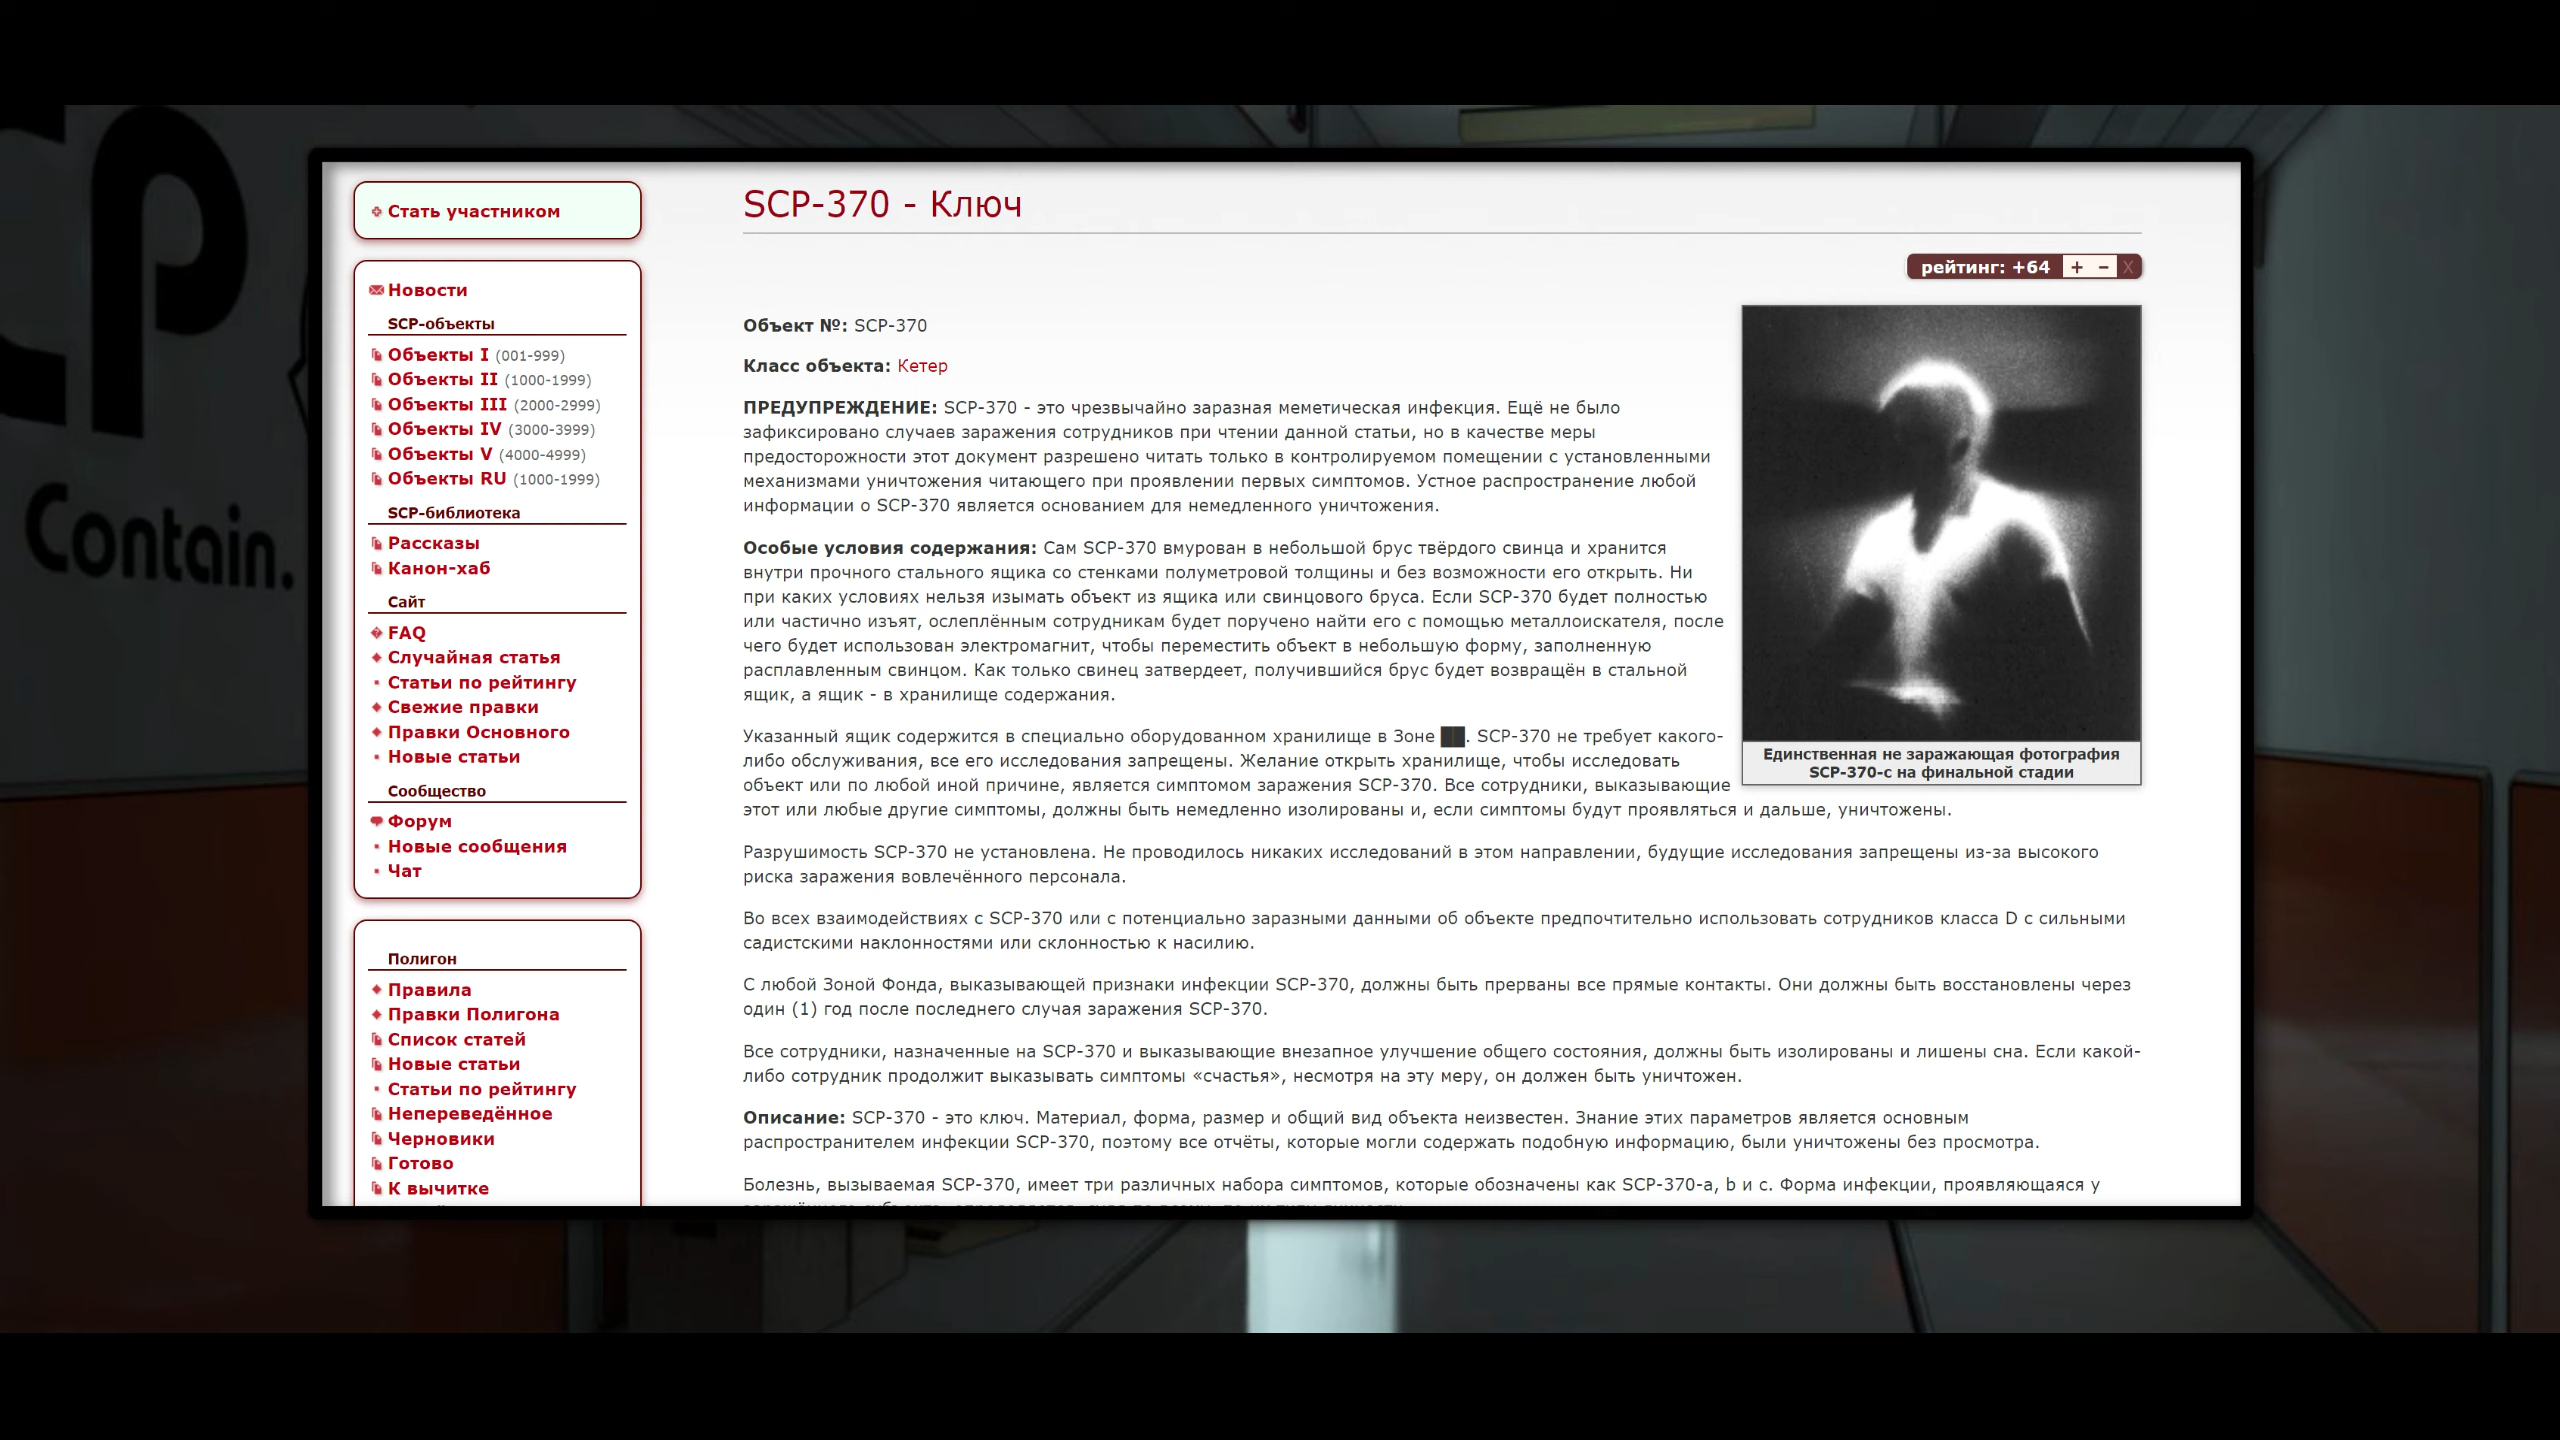 CP
Contain.
Стать участником
Новости
SCP-объекты
Объекты I (001-999)
Объекты II (1000-1999)
Объекты III (2000-2999)
Объекты IV (3000-3999)
Объекты V (4000-4999)
Объекты RU (1000-1999)
SCP-библиотека
Рассказы
Канон-хаб
Сайт
FAQ
Случайная статья
Статьи по рейтингу
Свежие правки
Правки Основного
Новые статьи
Сообщество
Форум
Новые сообщения
Чат
Полигон
Правила
Правки Полигона
Список статей
Новые статьи
Статьи по рейтингу
Непереведённое
Черновики
Готово
К вычитке
SCP-370 - Ключ
рейтинг: +64 + − X
Объект №: SCP-370
Класс объекта: Кетер
ПРЕДУПРЕЖДЕНИЕ: SCP-370 - это чрезвычайно заразная меметическая инфекция. Ещё не было
зафиксировано случаев заражения сотрудников при чтении данной статьи, но в качестве меры
предосторожности этот документ разрешено читать только в контролируемом помещении с установленными
механизмами уничтожения читающего при проявлении первых симптомов. Устное распространение любой
информации о SCP-370 является основанием для немедленного уничтожения.
Особые условия содержания: Сам SCP-370 вмурован в небольшой брус твёрдого свинца и хранится
внутри прочного стального ящика со стенками полуметровой толщины и без возможности его открыть. Ни
при каких условиях нельзя изымать объект из ящика или свинцового бруса. Если SCP-370 будет полностью
или частично изъят, ослеплённым сотрудникам будет поручено найти его с помощью металлоискателя, после
чего будет использован электромагнит, чтобы переместить объект в небольшую форму, заполненную
расплавленным свинцом. Как только свинец затвердеет, получившийся брус будет возвращён в стальной
ящик, а ящик - в хранилище содержания.
Единственная не заражающая фотография
SCP-370-c на финальной стадии
Указанный ящик содержится в специально оборудованном хранилище в Зоне ██. SCP-370 не требует какого-
либо обслуживания, все его исследования запрещены. Желание открыть хранилище, чтобы исследовать
объект или по любой иной причине, является симптомом заражения SCP-370. Все сотрудники, выказывающие
этот или любые другие симптомы, должны быть немедленно изолированы и, если симптомы будут проявляться и дальше, уничтожены.
Разрушимость SCP-370 не установлена. Не проводилось никаких исследований в этом направлении, будущие исследования запрещены из-за высокого
риска заражения вовлечённого персонала.
Во всех взаимодействиях с SCP-370 или с потенциально заразными данными об объекте предпочтительно использовать сотрудников класса D с сильными
садистскими наклонностями или склонностью к насилию.
С любой Зоной Фонда, выказывающей признаки инфекции SCP-370, должны быть прерваны все прямые контакты. Они должны быть восстановлены через
один (1) год после последнего случая заражения SCP-370.
Все сотрудники, назначенные на SCP-370 и выказывающие внезапное улучшение общего состояния, должны быть изолированы и лишены сна. Если какой-
либо сотрудник продолжит выказывать симптомы «счастья», несмотря на эту меру, он должен быть уничтожен.
Описание: SCP-370 - это ключ. Материал, форма, размер и общий вид объекта неизвестен. Знание этих параметров является основным
распространителем инфекции SCP-370, поэтому все отчёты, которые могли содержать подобную информацию, были уничтожены без просмотра.
Болезнь, вызываемая SCP-370, имеет три различных набора симптомов, которые обозначены как SCP-370-a, b и c. Форма инфекции, проявляющаяся у